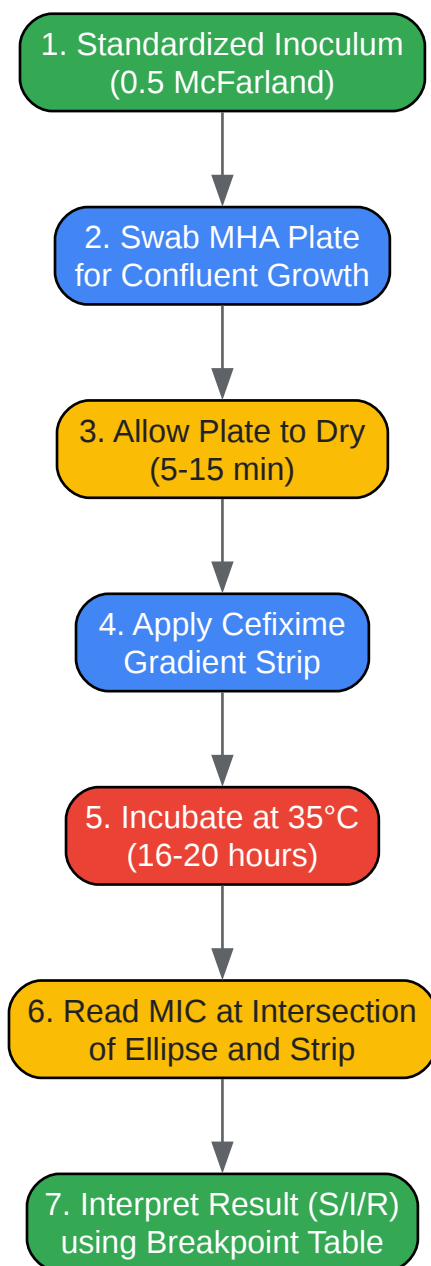 1. Standardized Inoculum
(0.5 McFarland)
2. Swab MHA Plate
for Confluent Growth
3. Allow Plate to Dry
(5-15 min)
4. Apply Cefixime
Gradient Strip
5. Incubate at 35°C
(16-20 hours)
6. Read MIC at Intersection
of Ellipse and Strip
7. Interpret Result (S/I/R)
using Breakpoint Table